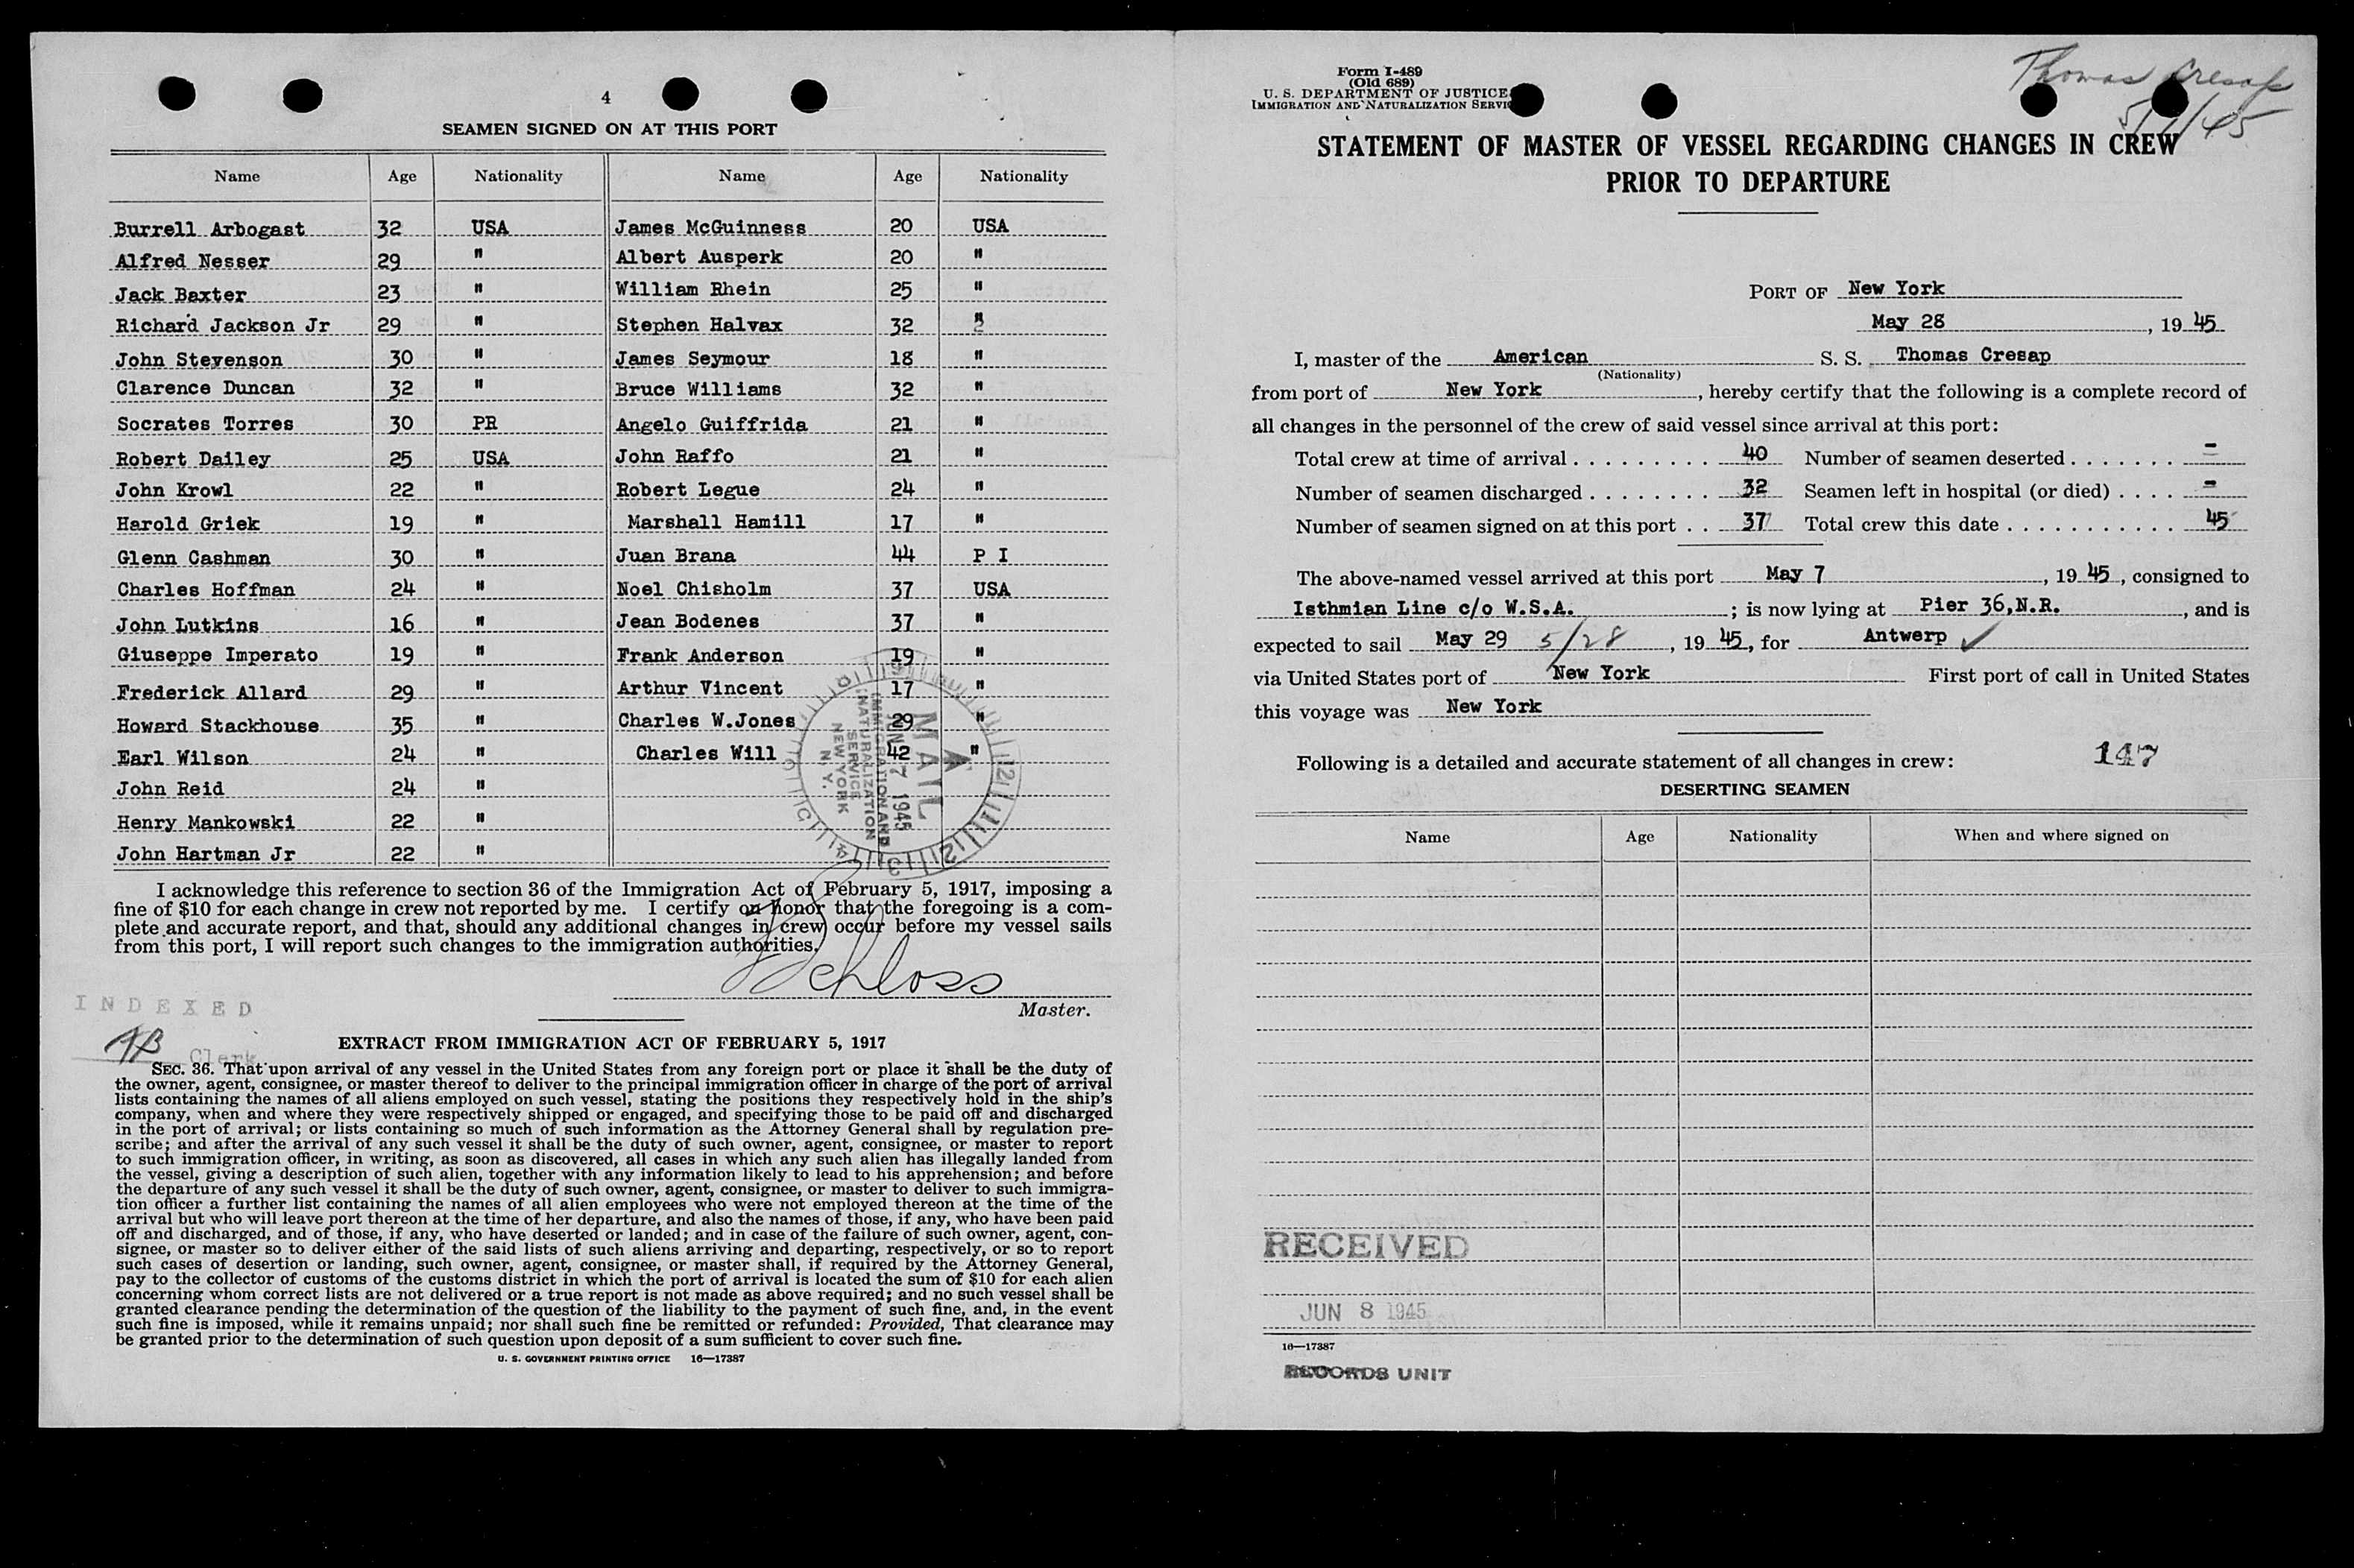 4
SEAMEN SIGNED ON AT THIS PORT
Name Age Nationality Name Age Nationality
Burrell Arbogast 32 USA James McGuinness 20 USA
Alfred Nesser 29 " Albert Ausperk 20 "
Jack Baxter 23 " William Rhein 25 "
Richard Jackson Jr 29 " Stephen Halvax 32 "
John Stevenson 30 " James Seymour 18 "
Clarence Duncan 32 " Bruce Williams 32 "
Socrates Torres 30 PR Angelo Guiffrida 21 "
Robert Dailey 25 USA John Raffo 21 "
John Krowl 22 " Robert Legue 24 "
Harold Griek 19 " Marshall Hamill 17 "
Glenn Cashman 30 " Juan Brana 44 P I
Charles Hoffman 24 " Noel Chisholm 37 USA
John Lutkins 16 " Jean Bodenes 37 "
Giuseppe Imperato 19 " Frank Anderson 19 "
Frederick Allard 29 " Arthur Vincent 17 "
Howard Stackhouse 35 " Charles W.Jones 29 "
Earl Wilson 24 " Charles Will 42 "
John Reid 24 "
Henry Mankowski 22 "
John Hartman Jr 22 "
MAIL
IMMIGRATION AND
NATURALIZATION
SERVICE
NEW YORK
N. Y.
7 1945
I acknowledge this reference to section 36 of the Immigration Act of February 5, 1917, imposing a
fine of $10 for each change in crew not reported by me. I certify on honor that the foregoing is a com-
plete and accurate report, and that, should any additional changes in crew occur before my vessel sails
from this port, I will report such changes to the immigration authorities.
Schloss
Master.
INDEXED
Clerk
EXTRACT FROM IMMIGRATION ACT OF FEBRUARY 5, 1917
SEC. 36. That upon arrival of any vessel in the United States from any foreign port or place it shall be the duty of
the owner, agent, consignee, or master thereof to deliver to the principal immigration officer in charge of the port of arrival
lists containing the names of all aliens employed on such vessel, stating the positions they respectively hold in the ship's
company, when and where they were respectively shipped or engaged, and specifying those to be paid off and discharged
in the port of arrival; or lists containing so much of such information as the Attorney General shall by regulation pre-
scribe; and after the arrival of any such vessel it shall be the duty of such owner, agent, consignee, or master to report
to such immigration officer, in writing, as soon as discovered, all cases in which any such alien has illegally landed from
the vessel, giving a description of such alien, together with any information likely to lead to his apprehension; and before
the departure of any such vessel it shall be the duty of such owner, agent, consignee, or master to deliver to such immigra-
tion officer a further list containing the names of all alien employees who were not employed thereon at the time of the
arrival but who will leave port thereon at the time of her departure, and also the names of those, if any, who have been paid
off and discharged, and of those, if any, who have deserted or landed; and in case of the failure of such owner, agent, con-
signee, or master so to deliver either of the said lists of such aliens arriving and departing, respectively, or so to report
such cases of desertion or landing, such owner, agent, consignee, or master shall, if required by the Attorney General,
pay to the collector of customs of the customs district in which the port of arrival is located the sum of $10 for each alien
concerning whom correct lists are not delivered or a true report is not made as above required; and no such vessel shall be
granted clearance pending the determination of the question of the liability to the payment of such fine, and, in the event
such fine is imposed, while it remains unpaid; nor shall such fine be remitted or refunded: Provided, That clearance may
be granted prior to the determination of such question upon deposit of a sum sufficient to cover such fine.
U. S. GOVERNMENT PRINTING OFFICE 16—17387
Form I-489
(Old 689)
U. S. DEPARTMENT OF JUSTICE
IMMIGRATION AND NATURALIZATION SERVICE
Thomas Cresap
STATEMENT OF MASTER OF VESSEL REGARDING CHANGES IN CREW
PRIOR TO DEPARTURE
PORT OF New York
May 28, 19 45
I, master of the American S. S. Thomas Cresap
(Nationality)
from port of New York, hereby certify that the following is a complete record of
all changes in the personnel of the crew of said vessel since arrival at this port:
Total crew at time of arrival . . . . . . . . . 40 Number of seamen deserted . . . . . . . -
Number of seamen discharged . . . . . . . . 32 Seamen left in hospital (or died) . . . . -
Number of seamen signed on at this port . . 37 Total crew this date . . . . . . . . . . . 45
The above-named vessel arrived at this port May 7, 19 45, consigned to
Isthmian Line c/o W.S.A. ; is now lying at Pier 36,N.R., and is
expected to sail May 29 5/28, 19 45, for Antwerp ✓
via United States port of New York First port of call in United States
this voyage was New York
Following is a detailed and accurate statement of all changes in crew: 147
DESERTING SEAMEN
Name Age Nationality When and where signed on
RECEIVED
JUN 8 1945
16—17387
RECORDS UNIT